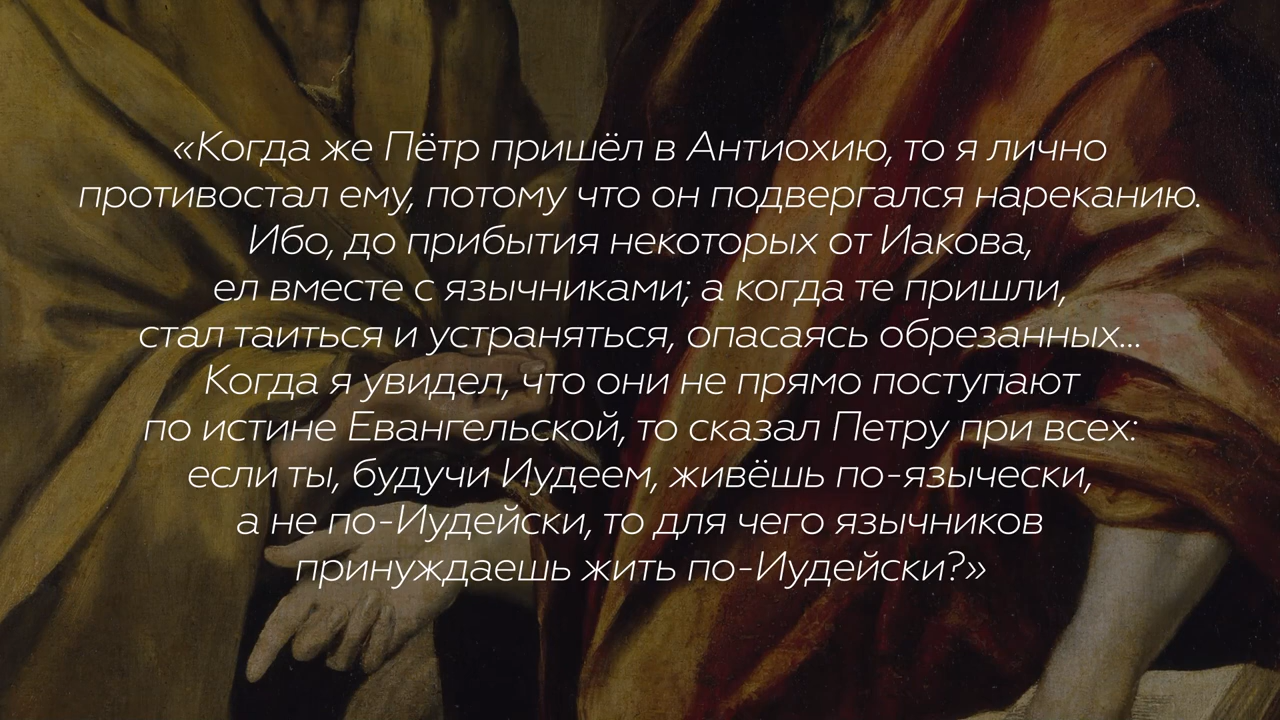 «Когда же Пётр пришёл в Антиохию, то я лично
противостал ему, потому что он подвергался нареканию.
Ибо, до прибытия некоторых от Иакова,
ел вместе с язычниками; а когда те пришли,
стал таиться и устраняться, опасаясь обрезанных...
Когда я увидел, что они не прямо поступают
по истине Евангельской, то сказал Петру при всех:
если ты, будучи Иудеем, живёшь по-язычески,
а не по-Иудейски, то для чего язычников
принуждаешь жить по-Иудейски?»